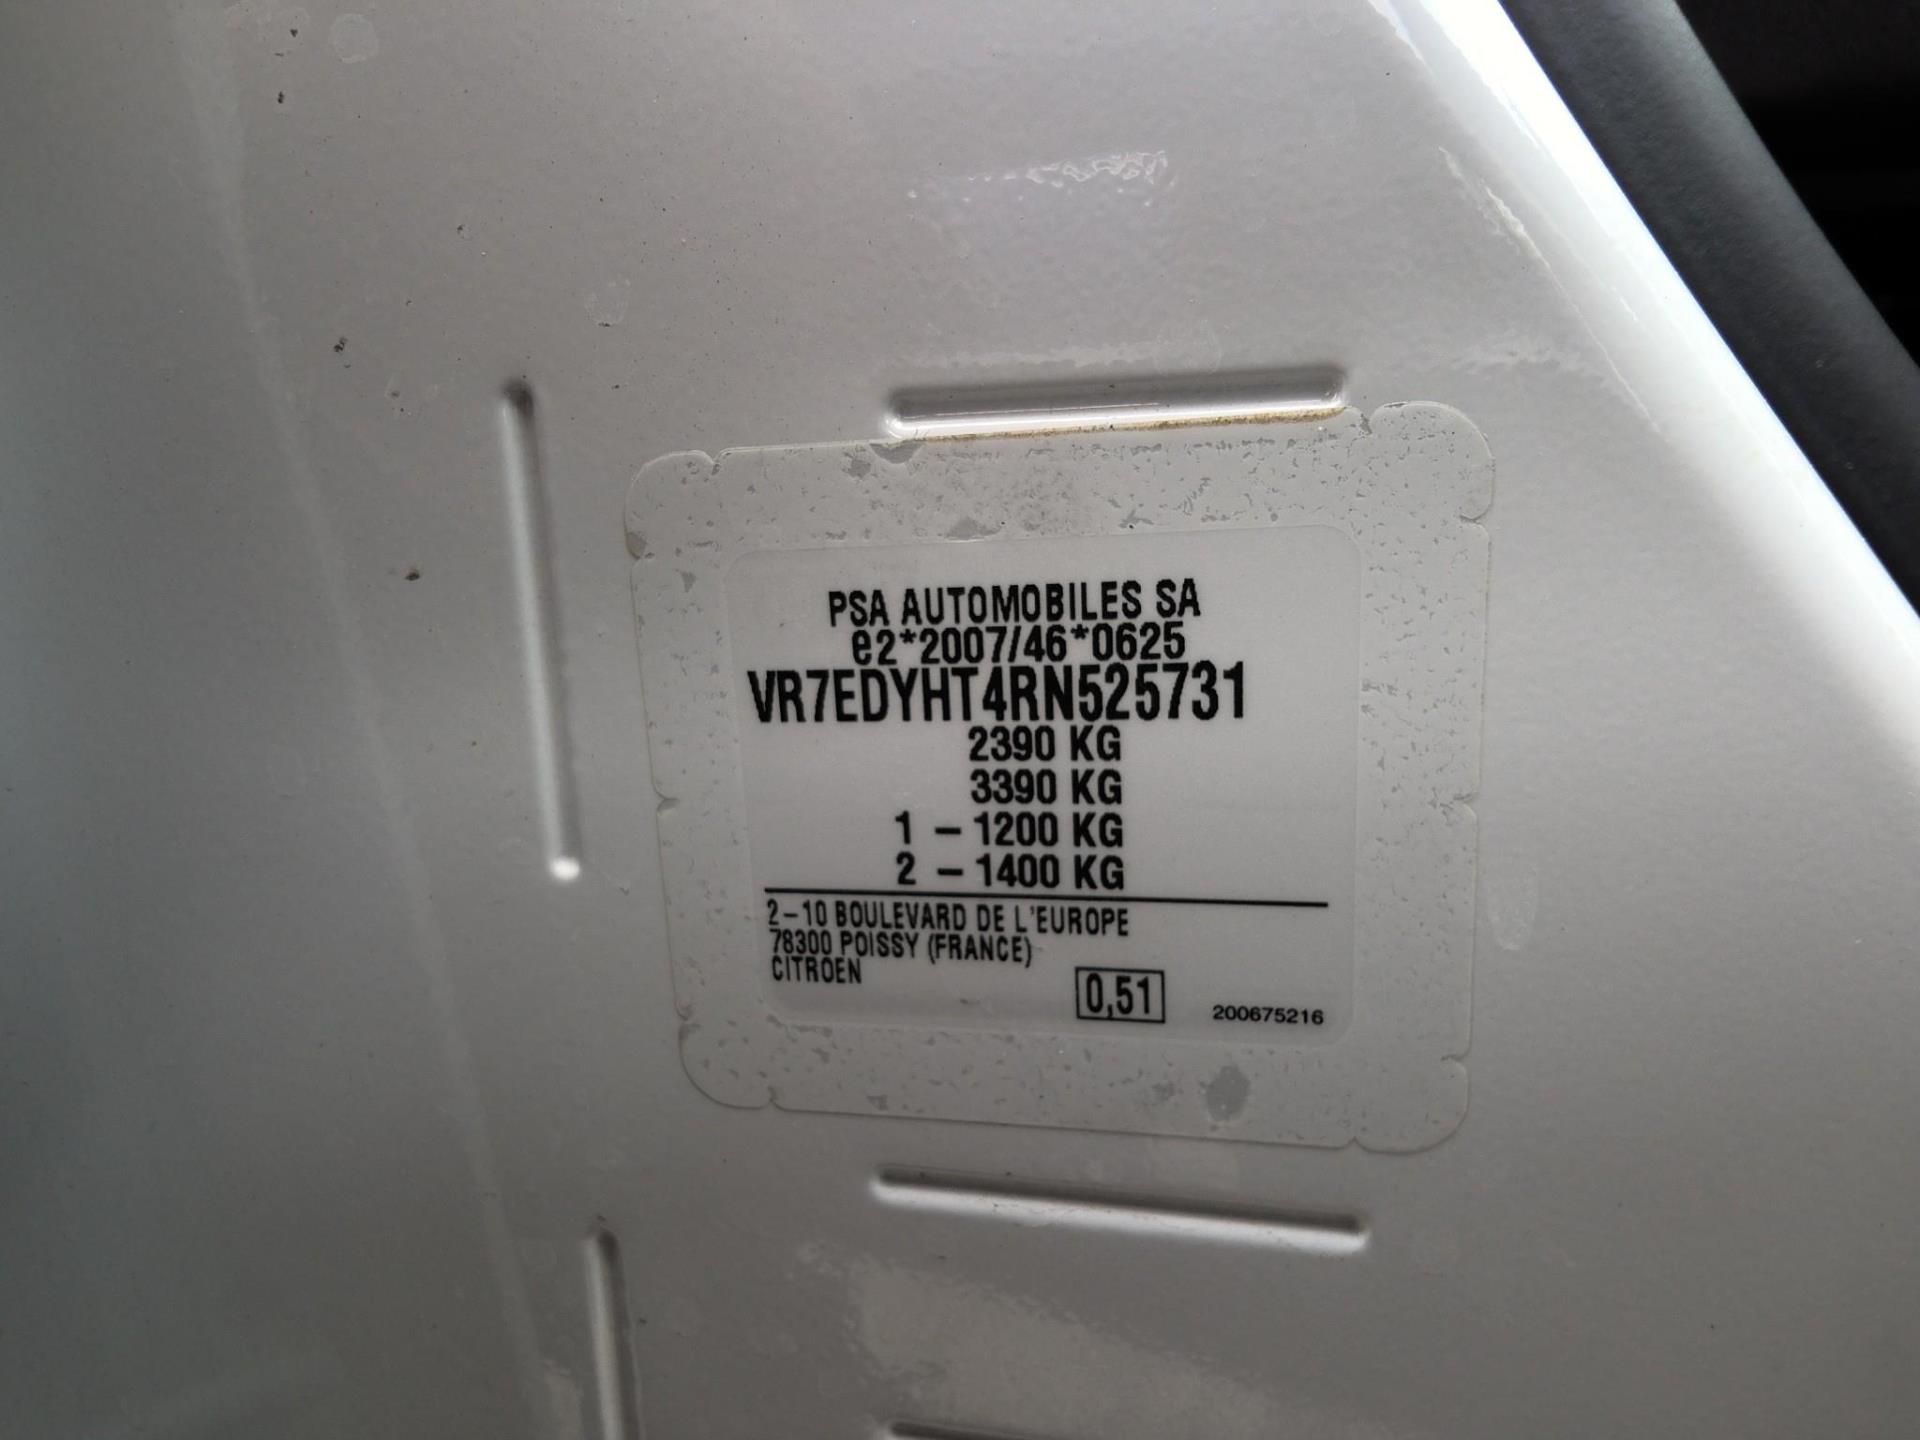 PSA AUTOMOBILES SA
e2*2007/46*0625
VR7EDYHT4RN525731
2390 KG
3390 KG
1 - 1200 KG
2 - 1400 KG
2-10 BOULEVARD DE L'EUROPE
78300 POISSY (FRANCE)
CITROEN
0,51
200675216